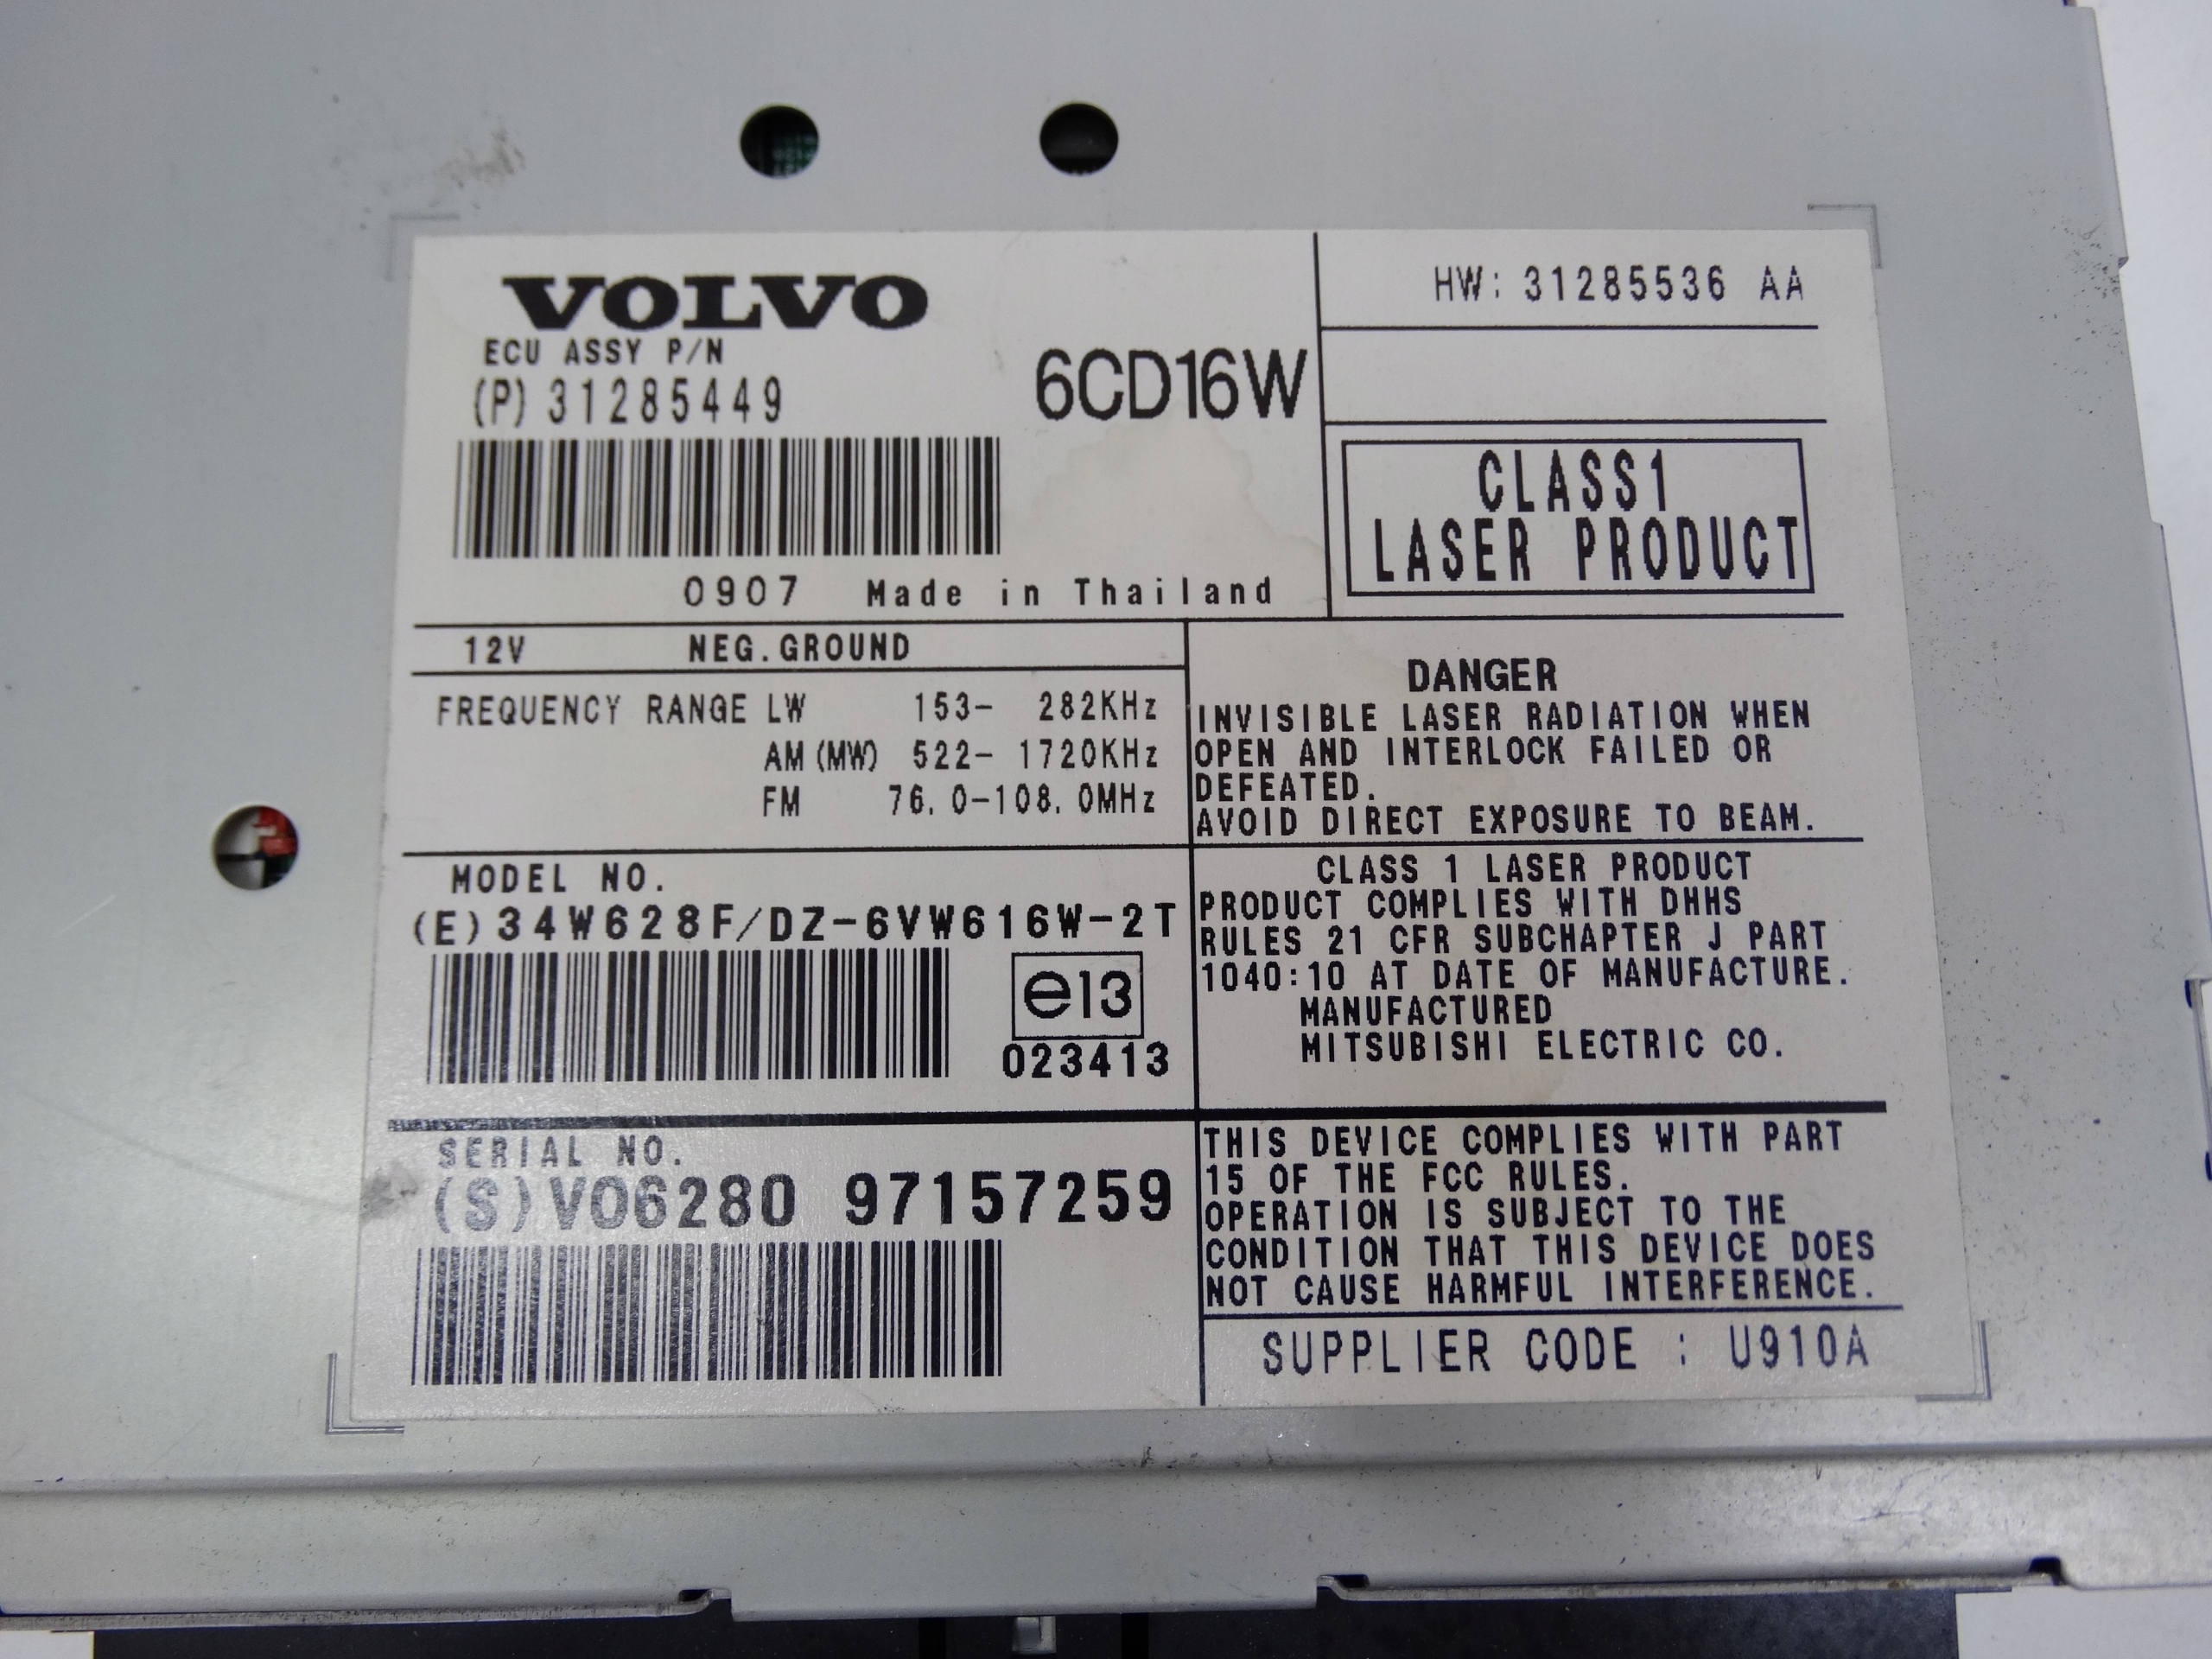 VOLVO
ECU ASSY P/N
(P) 31285449
6CD16W
0907 Made in Thailand
HW: 31285536 AA
CLASS1
LASER PRODUCT
12V NEG.GROUND
FREQUENCY RANGE LW 153- 282KHz
AM (MW) 522- 1720KHz
FM 76.0-108.0MHz
DANGER
INVISIBLE LASER RADIATION WHEN
OPEN AND INTERLOCK FAILED OR
DEFEATED.
AVOID DIRECT EXPOSURE TO BEAM.
MODEL NO.
(E) 34W628F/DZ-6VW616W-2T
e13
023413
CLASS 1 LASER PRODUCT
PRODUCT COMPLIES WITH DHHS
RULES 21 CFR SUBCHAPTER J PART
1040:10 AT DATE OF MANUFACTURE.
MANUFACTURED
MITSUBISHI ELECTRIC CO.
SERIAL NO.
(S) VO6280 97157259
THIS DEVICE COMPLIES WITH PART
15 OF THE FCC RULES.
OPERATION IS SUBJECT TO THE
CONDITION THAT THIS DEVICE DOES
NOT CAUSE HARMFUL INTERFERENCE.
SUPPLIER CODE : U910A